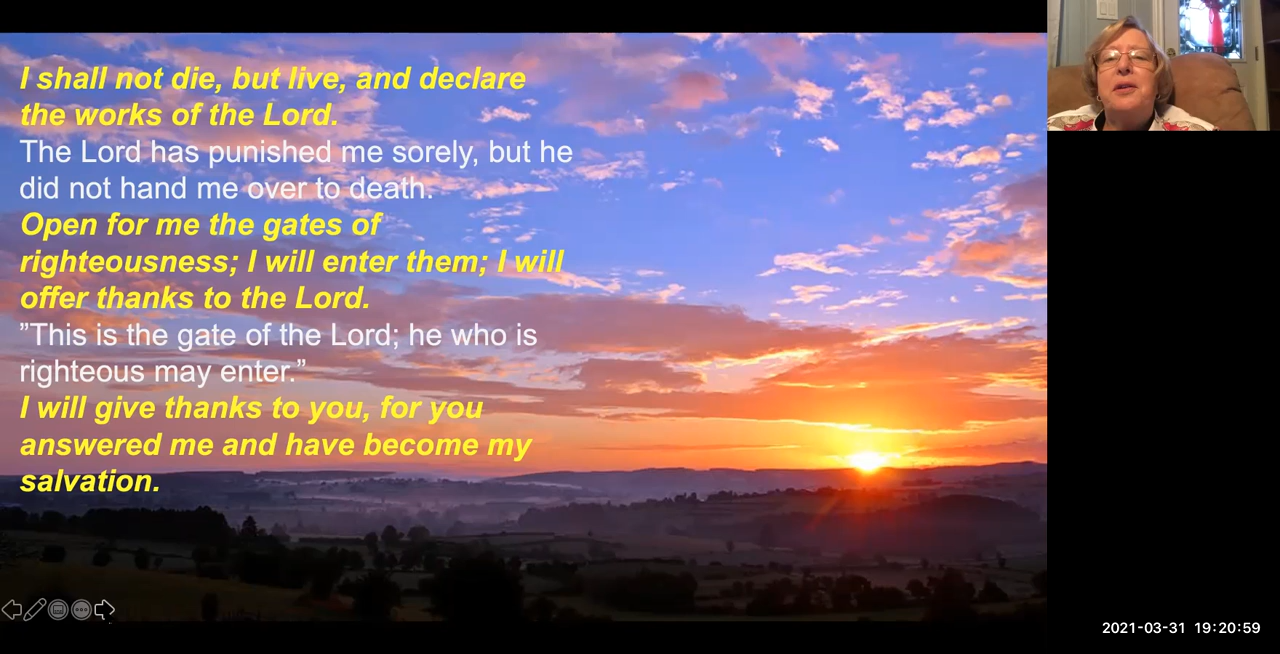 I shall not die, but live, and declare
the works of the Lord.
The Lord has punished me sorely, but he
did not hand me over to death.
Open for me the gates of
righteousness; I will enter them; I will
offer thanks to the Lord.
”This is the gate of the Lord; he who is
righteous may enter.”
I will give thanks to you, for you
answered me and have become my
salvation.
2021-03-31 19:20:59